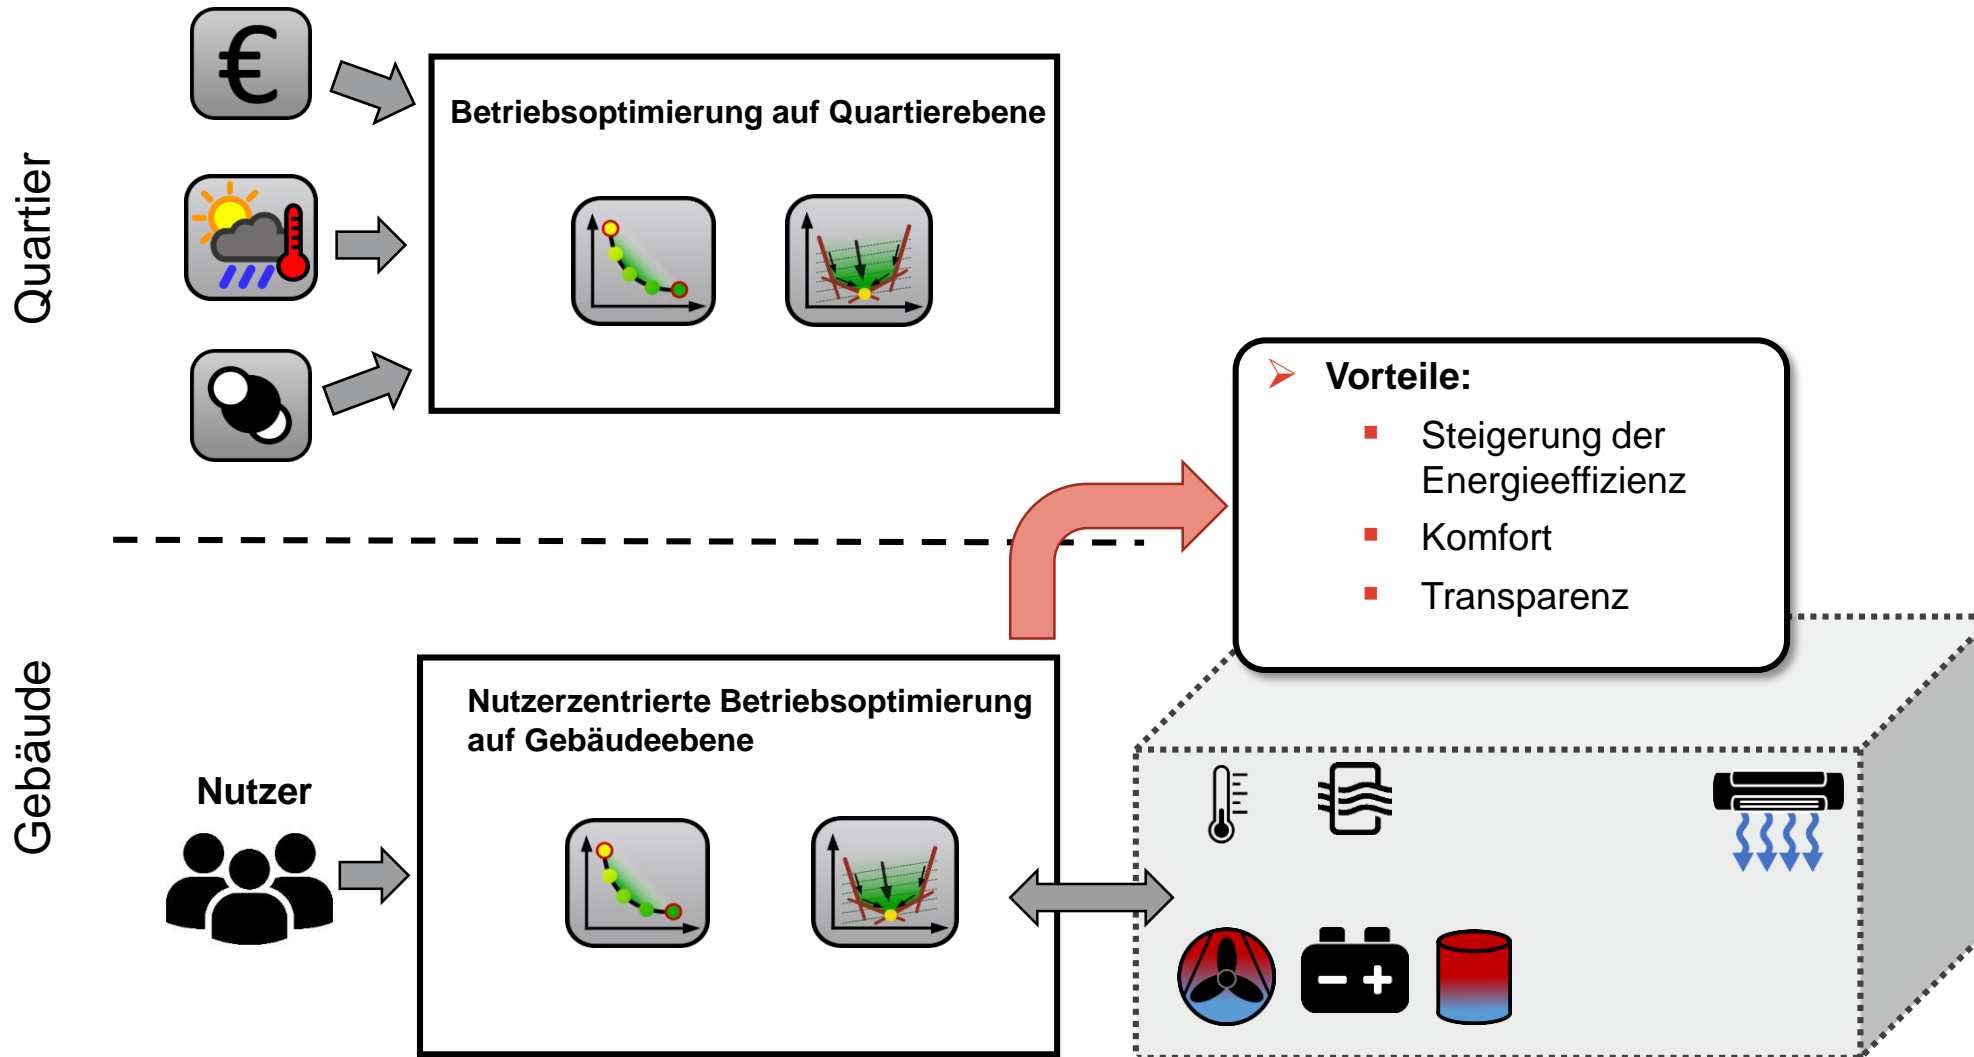 €
Quartier
Betriebsoptimierung auf Quartierebene
Vorteile:
Steigerung der
Energieeffizienz
Komfort
Transparenz
Gebäude
Nutzerzentrierte Betriebsoptimierung
auf Gebäudeebene
Nutzer